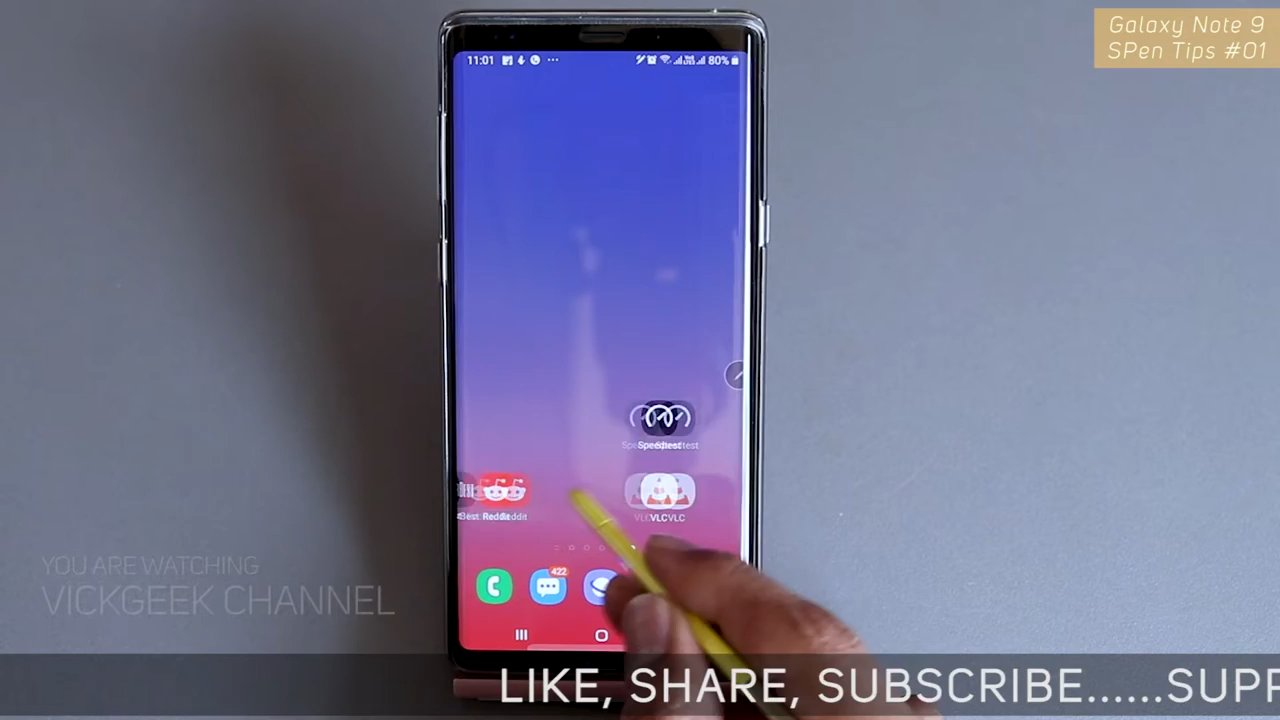 Galaxy Note 9
SPen Tips #01
11:01
80%
Speedtest
Reddit
VLC
422
YOU ARE WATCHING
VICKGEEK CHANNEL
LIKE, SHARE, SUBSCRIBE......SUPP